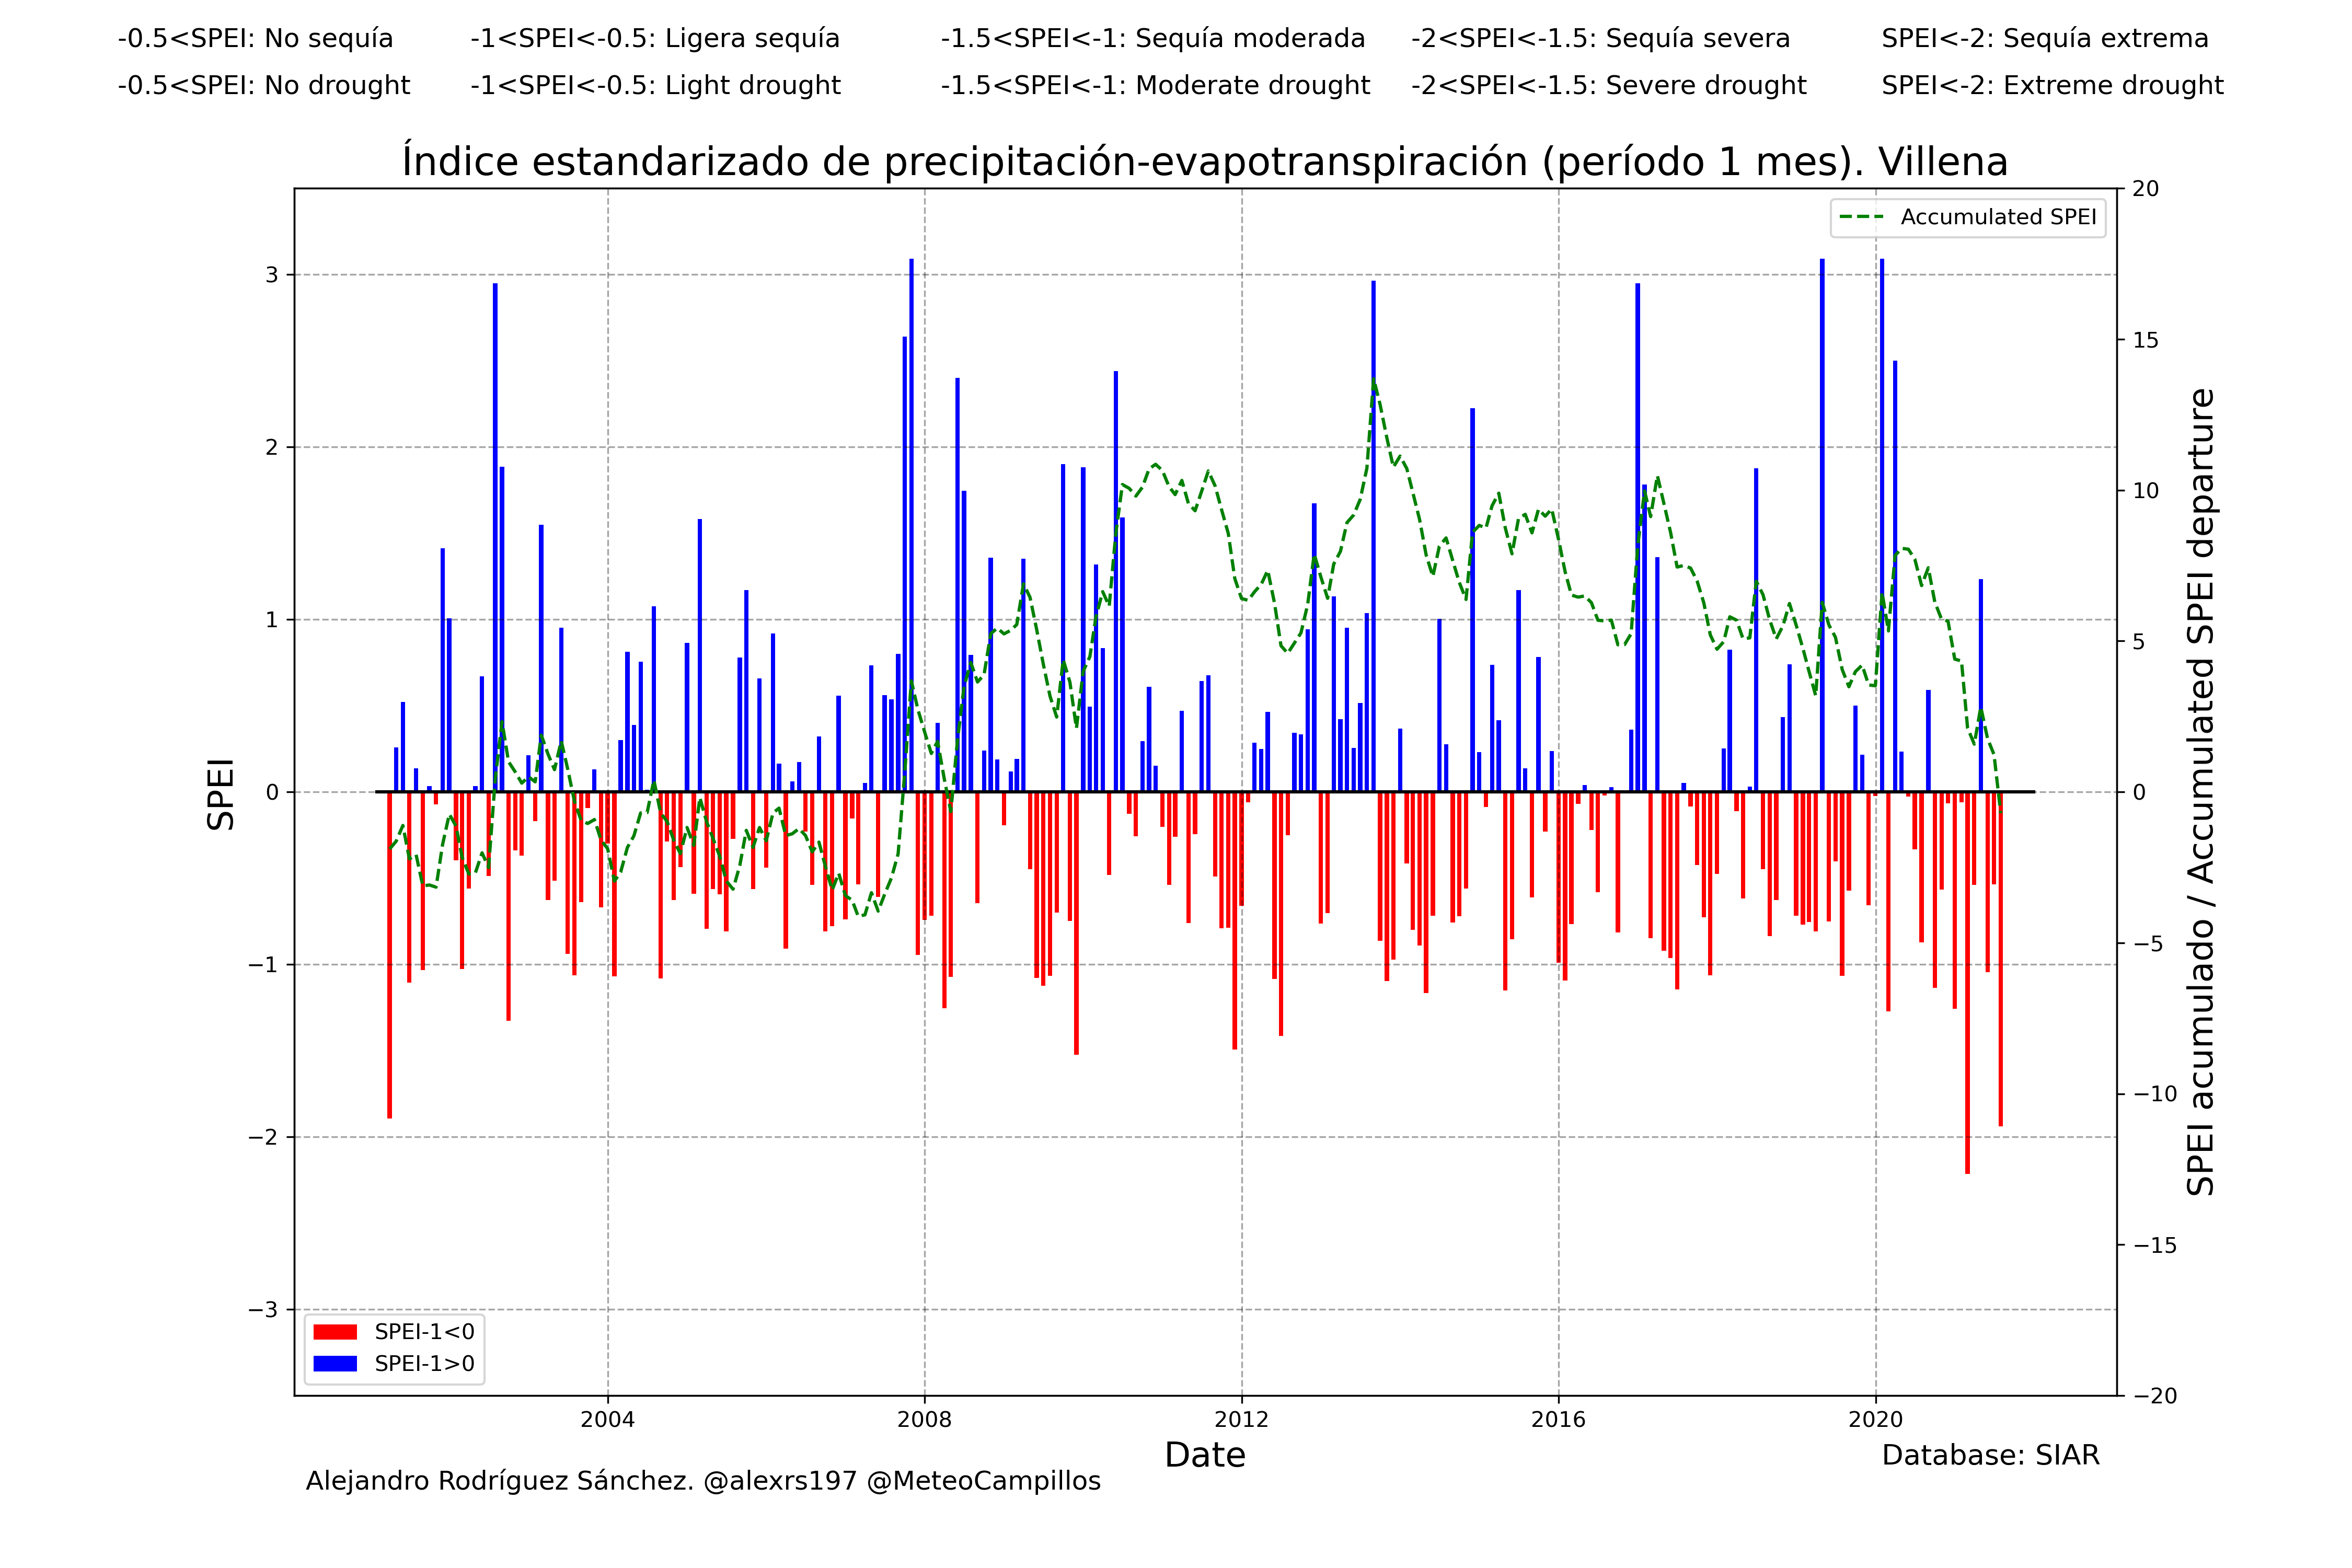 -0.5<SPEI: No sequía
-1<SPEI<-0.5: Ligera sequía
-1.5<SPEI<-1: Sequía moderada
-2<SPEI<-1.5: Sequía severa
SPEI<-2: Sequía extrema
-0.5<SPEI: No drought
-1<SPEI<-0.5: Light drought
-1.5<SPEI<-1: Moderate drought
-2<SPEI<-1.5: Severe drought
SPEI<-2: Extreme drought
Índice estandarizado de precipitación-evapotranspiración (período 1 mes). Villena
Accumulated SPEI
SPEI
3
2
1
0
−1
−2
−3
20
15
10
5
0
−5
−10
−15
−20
SPEI acumulado / Accumulated SPEI departure
SPEI-1<0
SPEI-1>0
2004
2008
2012
2016
2020
Date
Database: SIAR
Alejandro Rodríguez Sánchez. @alexrs197 @MeteoCampillos